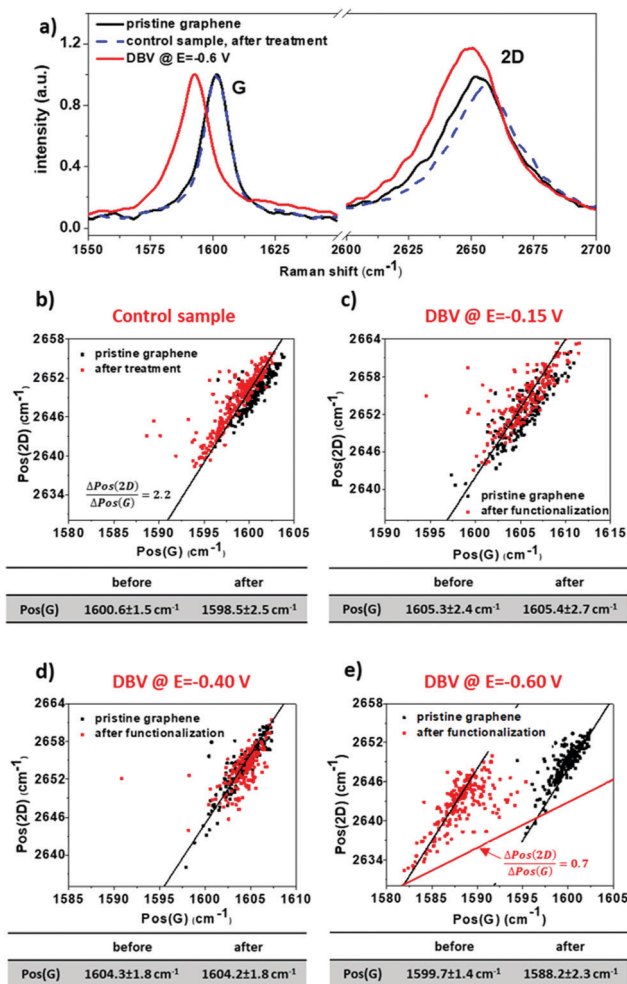 a)
pristine graphene
control sample, after treatment
DBV @ E=-0.6 V
G
2D
intensity (a.u.)
1.2
0.8
0.4
0.0
1550 1575 1600 1625 2600 2625 2650 2675 2700
Raman shift (cm-1)
b) Control sample
pristine graphene
after treatment
Pos(2D) (cm-1)
2658
2652
2646
2640
2634
ΔPos(2D)
ΔPos(G) = 2.2
1580 1585 1590 1595 1600 1605
Pos(G) (cm-1)
before after
Pos(G) 1600.6±1.5 cm-1 1598.5±2.5 cm-1
c) DBV @ E=-0.15 V
Pos(2D) (cm-1)
2664
2658
2652
2646
2640
pristine graphene
after functionalization
1590 1595 1600 1605 1610 1615
Pos(G) (cm-1)
before after
Pos(G) 1605.3±2.4 cm-1 1605.4±2.7 cm-1
d) DBV @ E=-0.40 V
pristine graphene
after functionalization
Pos(2D) (cm-1)
2664
2658
2652
2646
2640
1585 1590 1595 1600 1605 1610
Pos(G) (cm-1)
before after
Pos(G) 1604.3±1.8 cm-1 1604.2±1.8 cm-1
e) DBV @ E=-0.60 V
pristine graphene
after functionalization
Pos(2D) (cm-1)
2658
2652
2646
2640
2634
ΔPos(2D)
ΔPos(G) = 0.7
1580 1585 1590 1595 1600 1605
Pos(G) (cm-1)
before after
Pos(G) 1599.7±1.4 cm-1 1588.2±2.3 cm-1